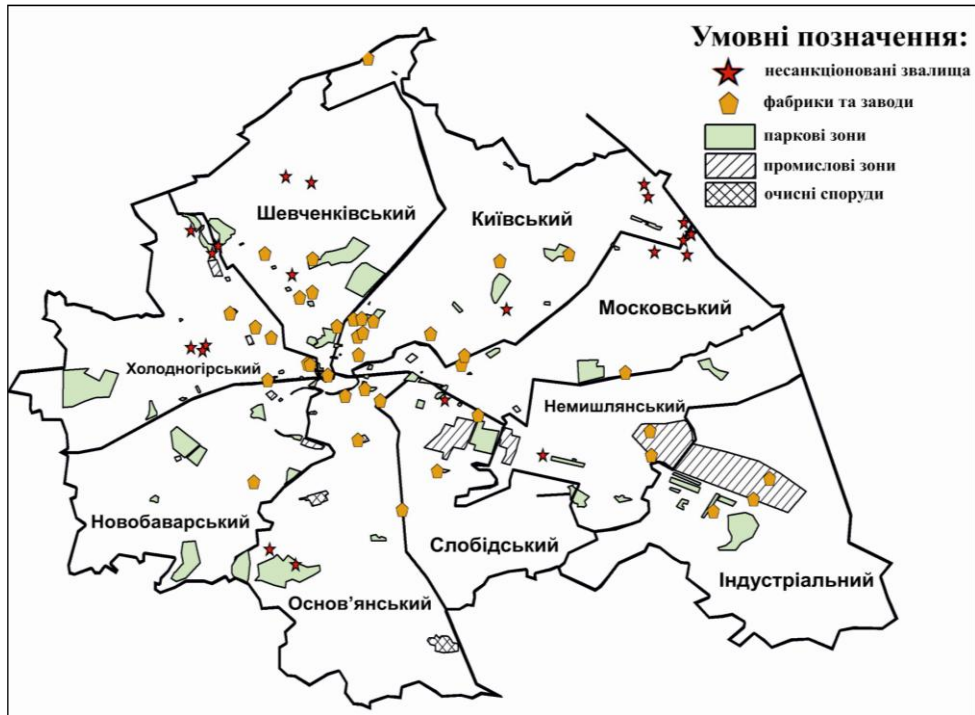 Умовні позначення:
несанкціоновані звалища
фабрики та заводи
паркові зони
промислові зони
очисні споруди
Шевченківський
Київський
Московський
Холодногірський
Немишлянський
Новобаварський
Слобідський
Основ’янський
Індустріальний